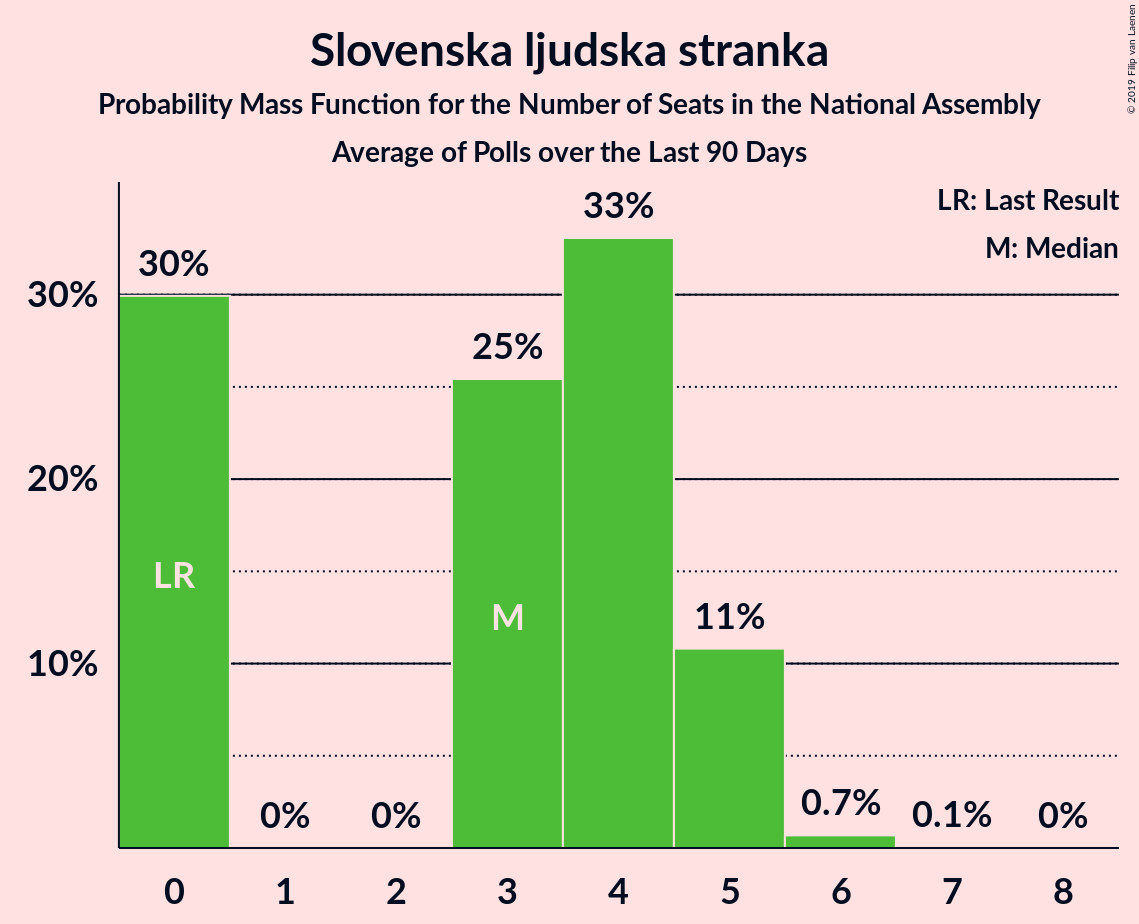 Slovenska ljudska stranka
Probability Mass Function for the Number of Seats in the National Assembly
Average of Polls over the Last 90 Days
© 2019 Filip van Laenen
LR: Last Result
M: Median
30%
20%
10%
30%
0%
0%
25%
33%
11%
0.7%
0.1%
0%
LR
M
0 1 2 3 4 5 6 7 8